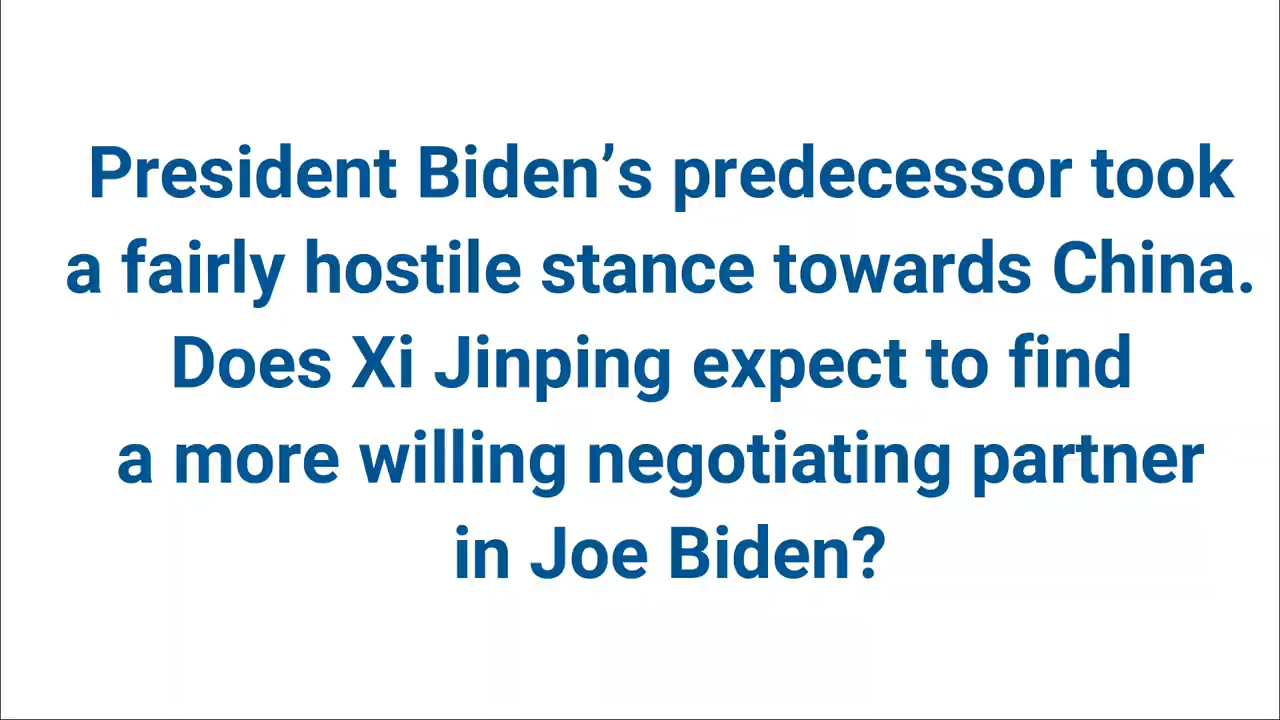 President Biden’s predecessor took
a fairly hostile stance towards China.
Does Xi Jinping expect to find
a more willing negotiating partner
in Joe Biden?